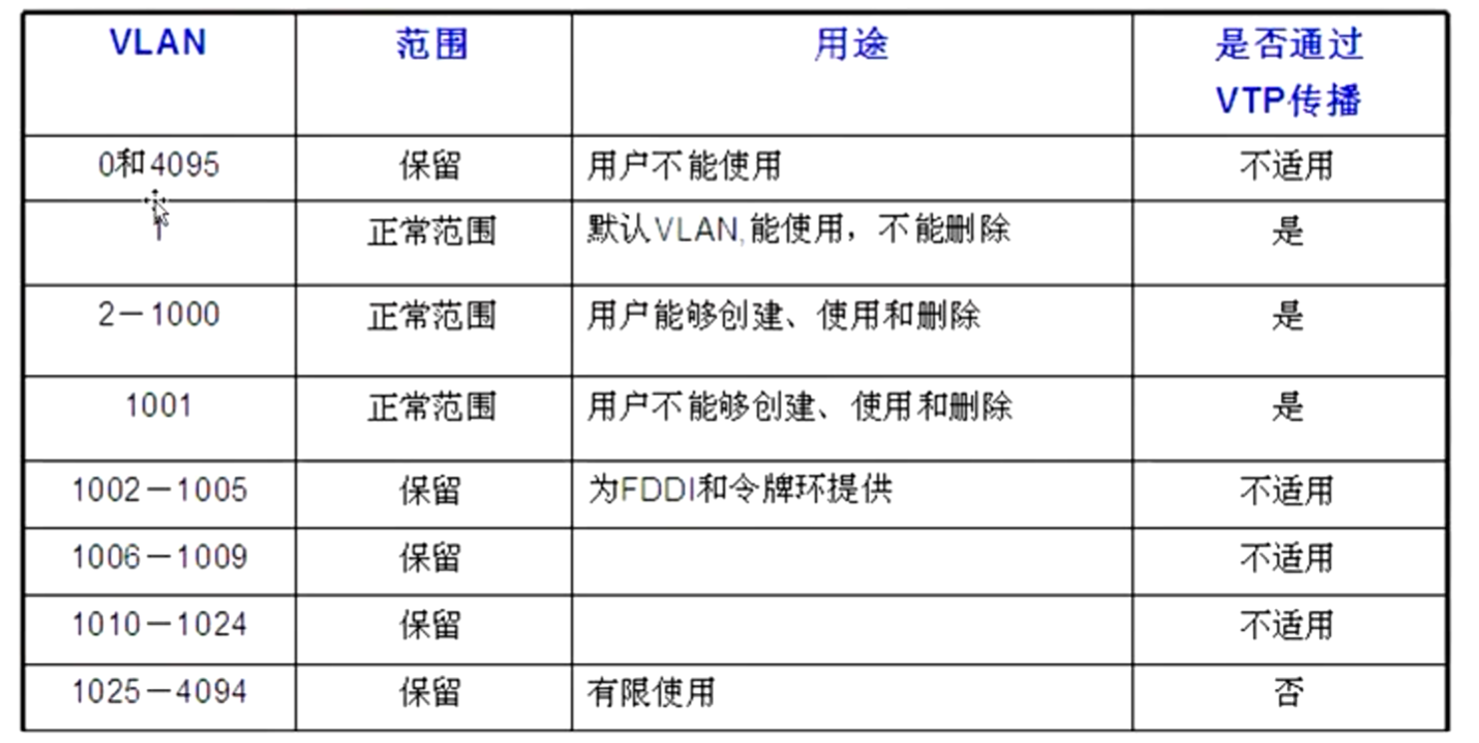 VLAN 范围 用途 是否通过
VTP传播
0和4095 保留 用户不能使用 不适用
1 正常范围 默认VLAN,能使用，不能删除 是
2－1000 正常范围 用户能够创建、使用和删除 是
1001 正常范围 用户不能够创建、使用和删除 是
1002－1005 保留 为FDDI和令牌环提供 不适用
1006－1009 保留 不适用
1010－1024 保留 不适用
1025－4094 保留 有限使用 否